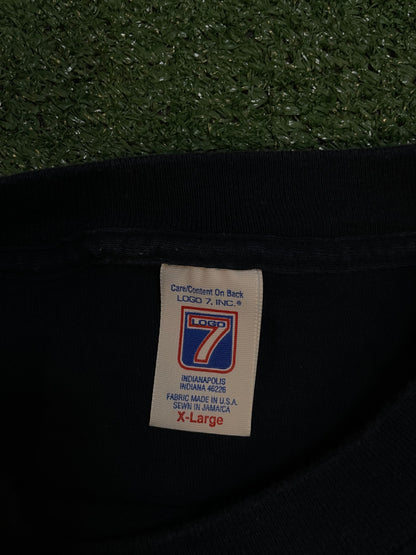 Care/Content On Back
LOGO 7, INC.®
LOGO
7
INDIANAPOLIS
INDIANA 46226
FABRIC MADE IN U.S.A.
SEWN IN JAMAICA
X-Large